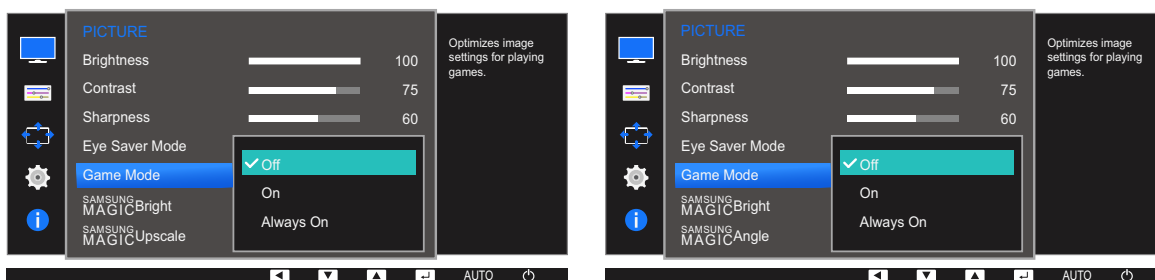 PICTURE
Brightness 100
Contrast 75
Sharpness 60
Eye Saver Mode
Game Mode
SAMSUNG
MAGICBright
SAMSUNG
MAGICUpscale
Off
On
Always On
Optimizes image
settings for playing
games.
AUTO
PICTURE
Brightness 100
Contrast 75
Sharpness 60
Eye Saver Mode
Game Mode
SAMSUNG
MAGICBright
SAMSUNG
MAGICAngle
Off
On
Always On
Optimizes image
settings for playing
games.
AUTO